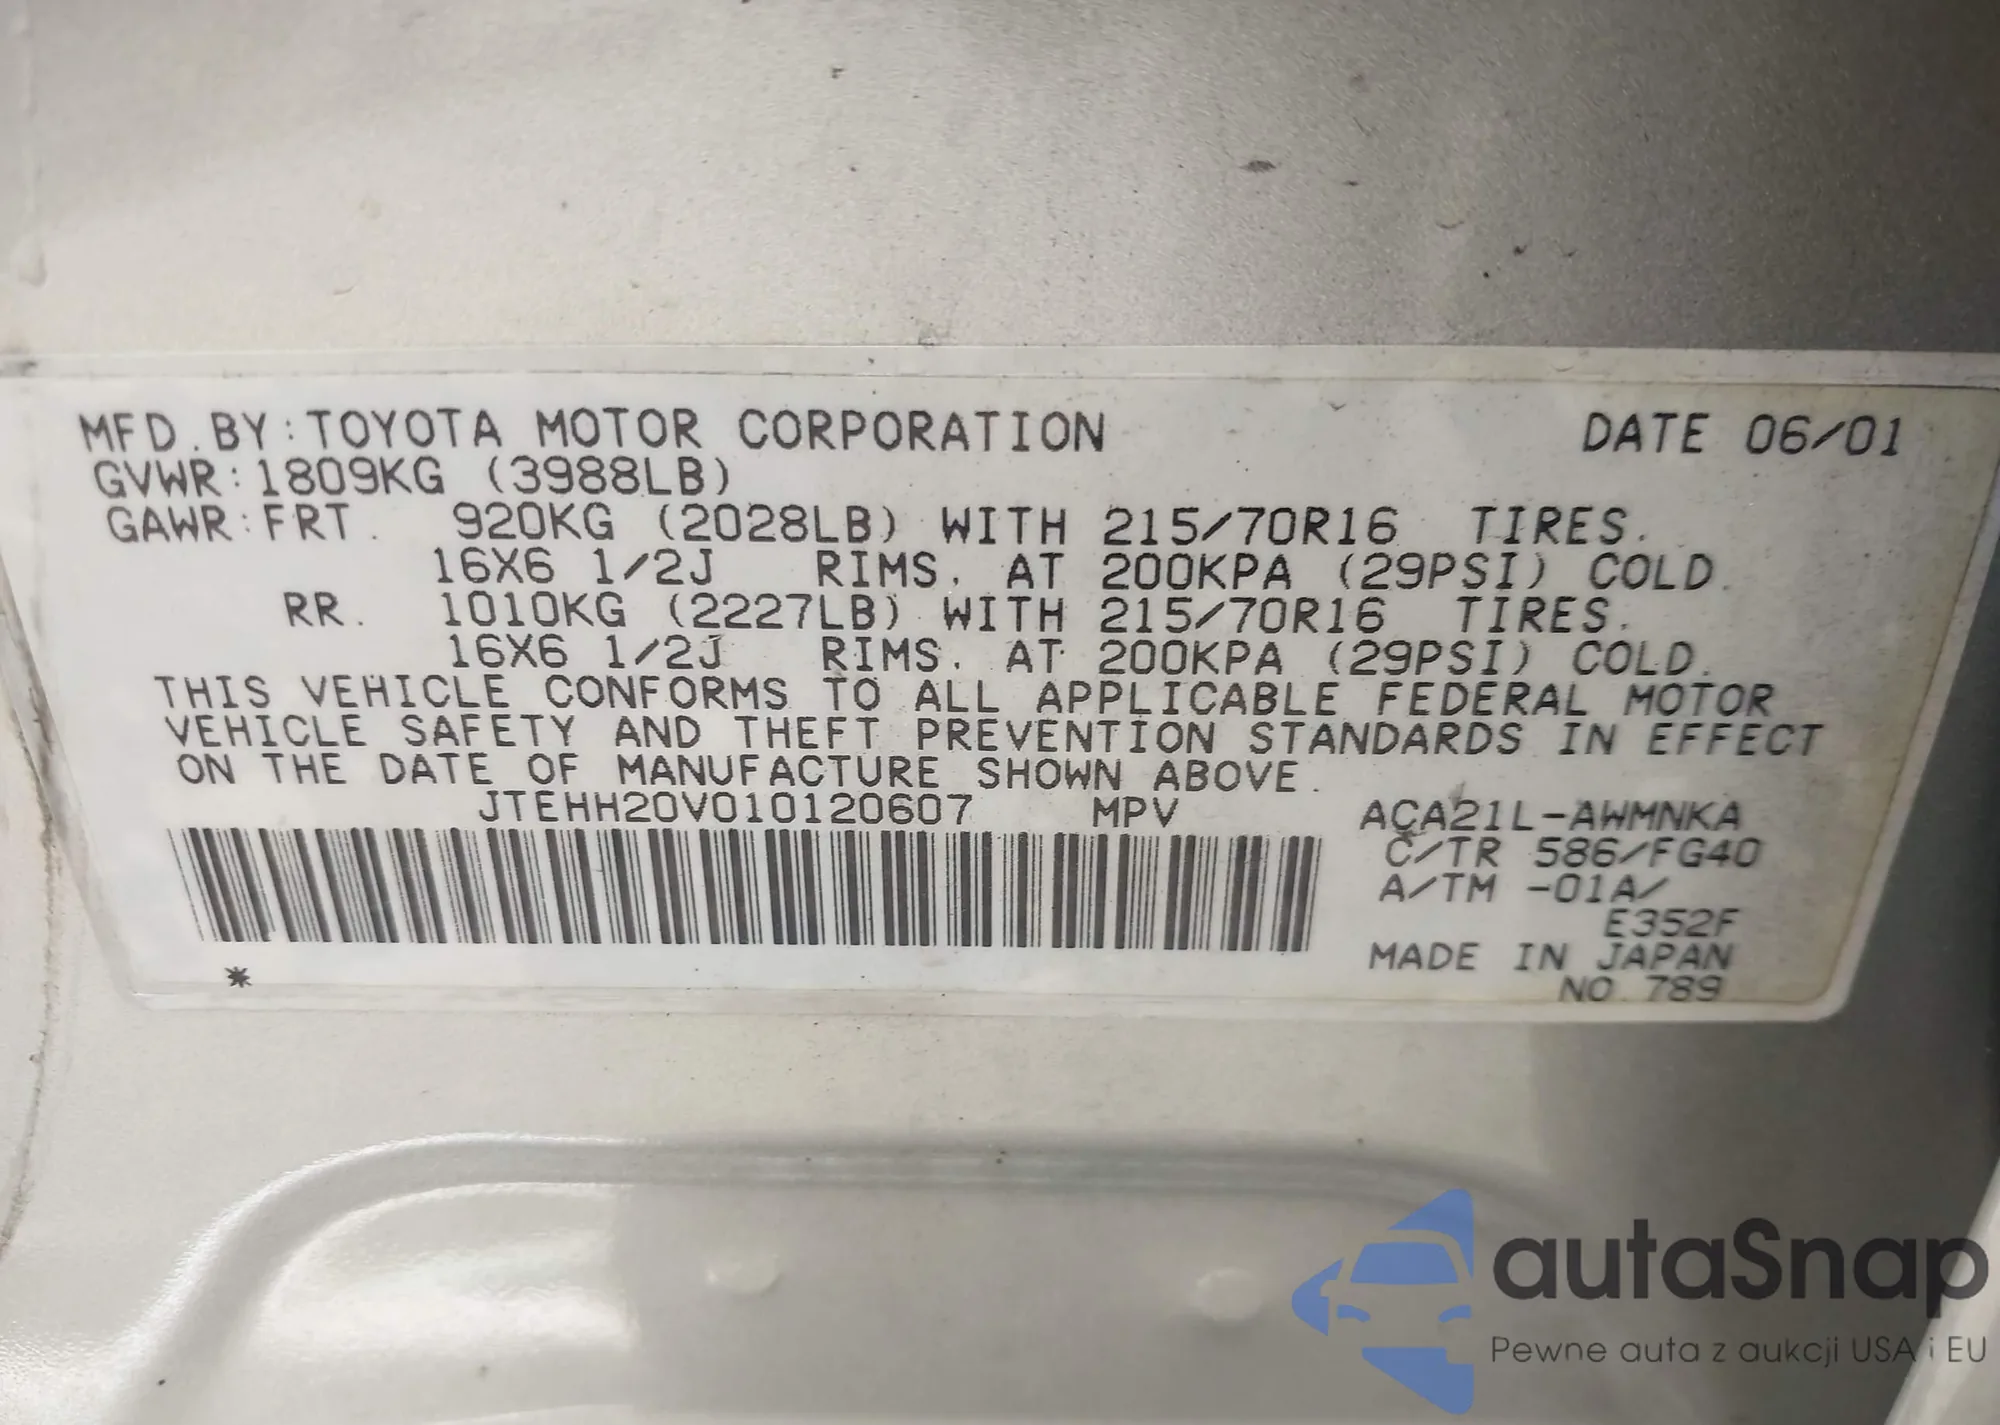 MFD.BY:TOYOTA MOTOR CORPORATION DATE 06/01
GVWR:1809KG (3988LB)
GAWR:FRT. 920KG (2028LB) WITH 215/70R16 TIRES.
16X6 1/2J RIMS. AT 200KPA (29PSI) COLD.
RR. 1010KG (2227LB) WITH 215/70R16 TIRES.
16X6 1/2J RIMS. AT 200KPA (29PSI) COLD.
THIS VEHICLE CONFORMS TO ALL APPLICABLE FEDERAL MOTOR
VEHICLE SAFETY AND THEFT PREVENTION STANDARDS IN EFFECT
ON THE DATE OF MANUFACTURE SHOWN ABOVE.
JTEHH20V010120607 MPV ACA21L-AWMNKA
C/TR 586/FG40
A/TM -01A/
E352F
MADE IN JAPAN
NO.789
*
autaSnap
Pewne auta z aukcji USA i EU